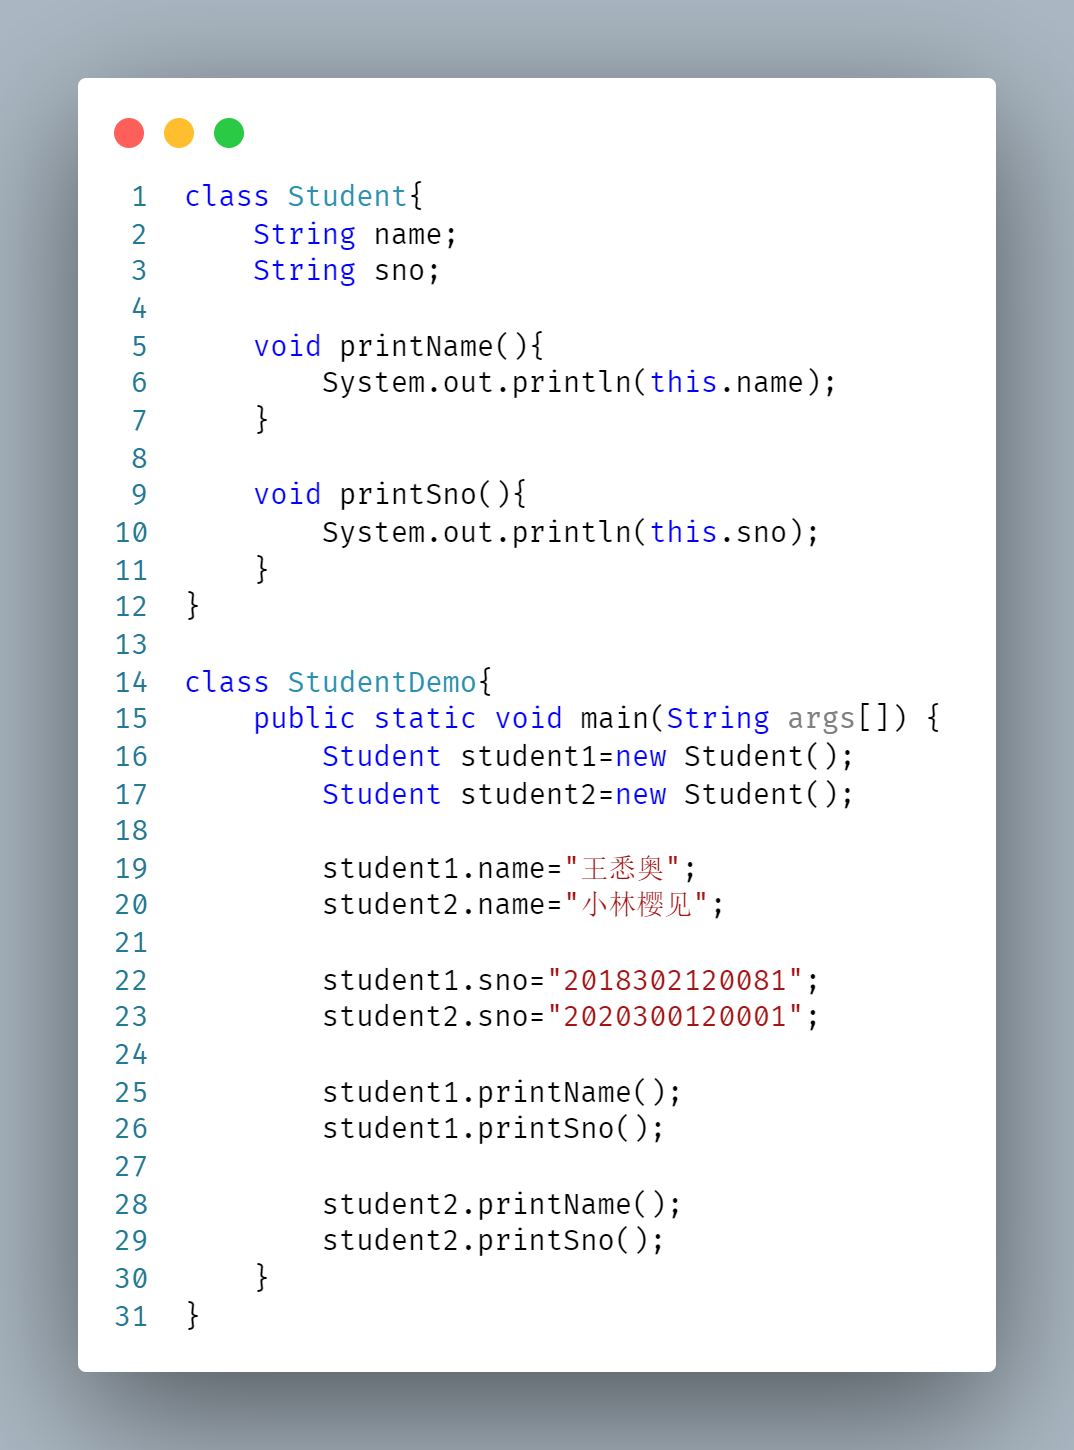 1 class Student{
2     String name;
3     String sno;
4
5     void printName(){
6         System.out.println(this.name);
7     }
8
9     void printSno(){
10         System.out.println(this.sno);
11     }
12 }
13
14 class StudentDemo{
15     public static void main(String args[]) {
16         Student student1=new Student();
17         Student student2=new Student();
18
19         student1.name="王悉奥";
20         student2.name="小林樱见";
21
22         student1.sno="2018302120081";
23         student2.sno="2020300120001";
24
25         student1.printName();
26         student1.printSno();
27
28         student2.printName();
29         student2.printSno();
30     }
31 }